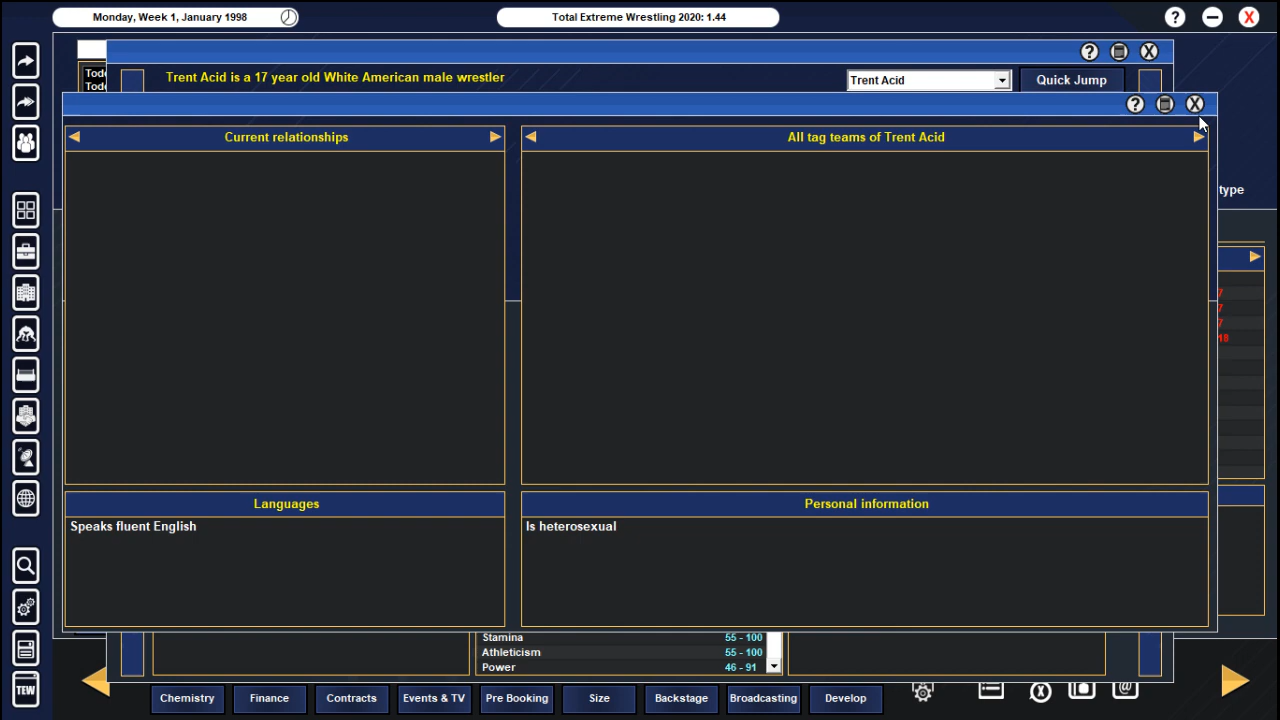 Monday, Week 1, January 1998
Total Extreme Wrestling 2020: 1.44
Trent Acid is a 17 year old White American male wrestler
Trent Acid
Quick Jump
Current relationships
All tag teams of Trent Acid
type
Languages
Personal information
Speaks fluent English
Is heterosexual
Stamina 55 - 100
Athleticism 55 - 100
Power 46 - 91
Chemistry
Finance
Contracts
Events & TV
Pre Booking
Size
Backstage
Broadcasting
Develop
TEW